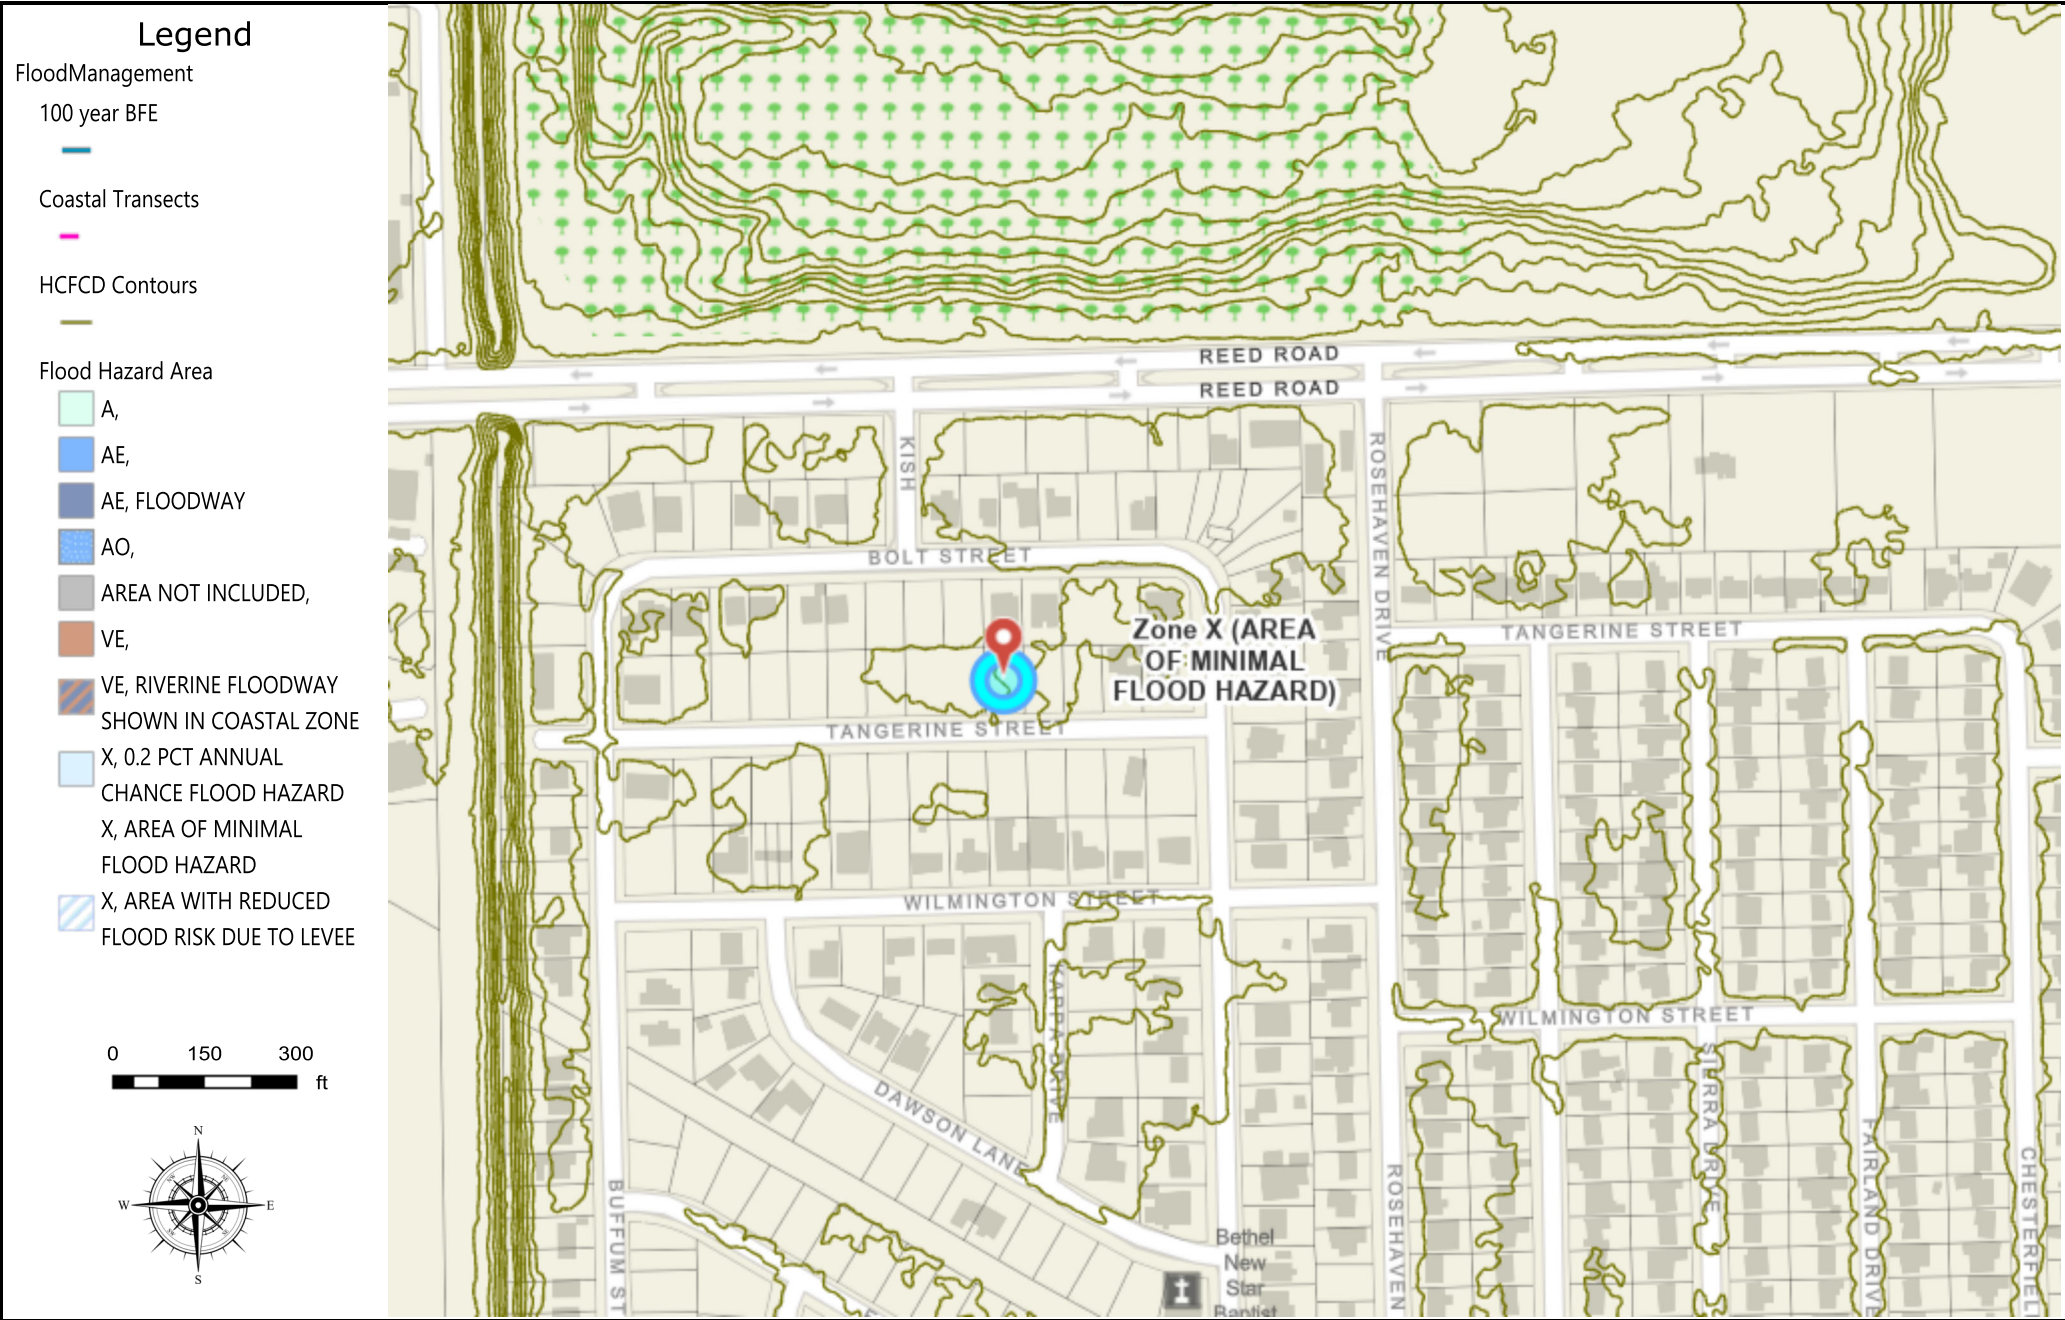 Legend
FloodManagement
100 year BFE
Coastal Transects
HCFCD Contours
Flood Hazard Area
A,
AE,
AE, FLOODWAY
AO,
AREA NOT INCLUDED,
VE,
VE, RIVERINE FLOODWAY
SHOWN IN COASTAL ZONE
X, 0.2 PCT ANNUAL
CHANCE FLOOD HAZARD
X, AREA OF MINIMAL
FLOOD HAZARD
X, AREA WITH REDUCED
FLOOD RISK DUE TO LEVEE
0 150 300
ft
N
W E
S
REED ROAD
REED ROAD
KISH
ROSEHAVEN DRIVE
BOLT STREET
Zone X (AREA
OF MINIMAL
FLOOD HAZARD)
TANGERINE STREET
TANGERINE STREET
WILMINGTON STREET
WILMINGTON STREET
KAPPA DRIVE
DAWSON LANE
SIERRA DRIVE
FAIRLAND DRIVE
CHESTERFIEL
BUFFUM ST
ROSEHAVEN
Bethel
New
Star
Baptist